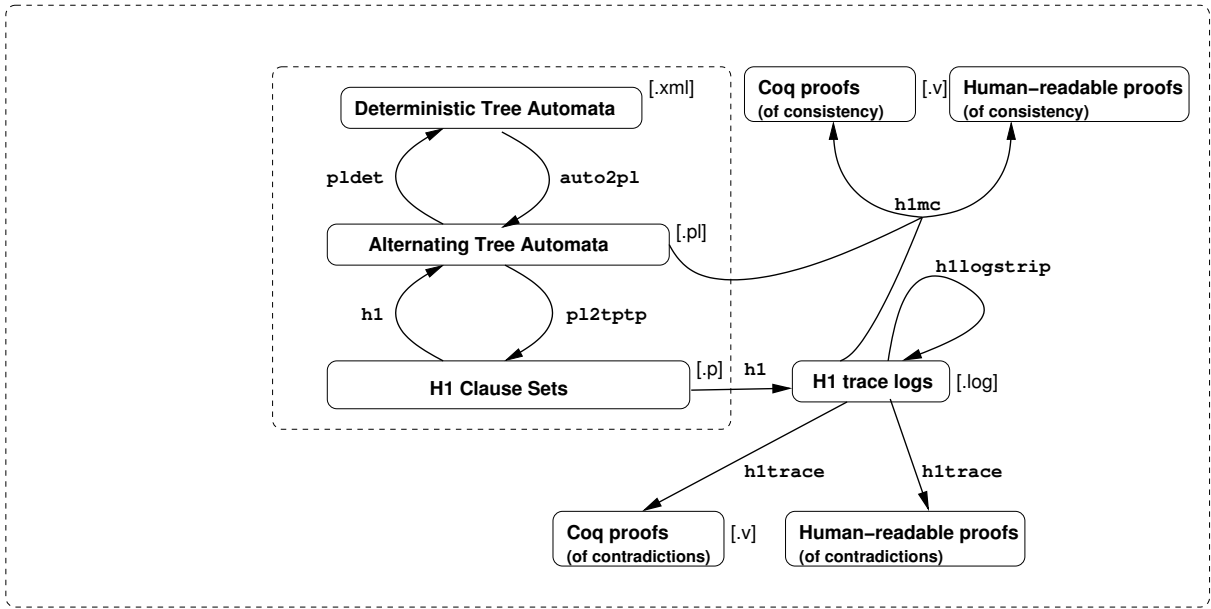 Coq proofs
(of consistency)
[.v]
Human−readable proofs
(of consistency)
Deterministic Tree Automata
[.xml]
pldet
auto2pl
h1mc
Alternating Tree Automata
[.pl]
h1logstrip
h1
pl2tptp
H1 Clause Sets
[.p]
h1
H1 trace logs
[.log]
h1trace
h1trace
Coq proofs
(of contradictions)
[.v]
Human−readable proofs
(of contradictions)